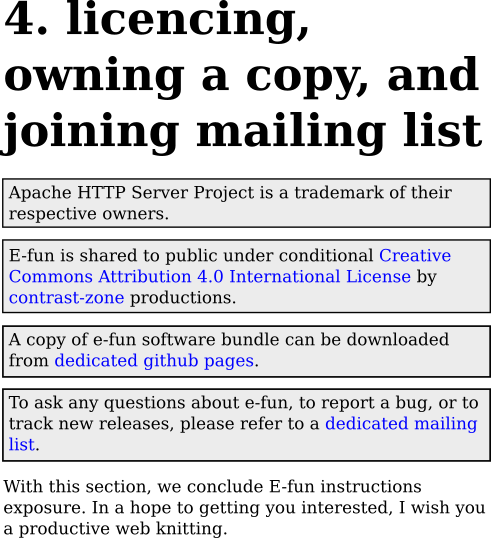 4. licencing,
owning a copy, and
joining mailing list
Apache HTTP Server Project is a trademark of their
respective owners.
E-fun is shared to public under conditional Creative
Commons Attribution 4.0 International License by
contrast-zone productions.
A copy of e-fun software bundle can be downloaded
from dedicated github pages.
To ask any questions about e-fun, to report a bug, or to
track new releases, please refer to a dedicated mailing
list.
With this section, we conclude E-fun instructions
exposure. In a hope to getting you interested, I wish you
a productive web knitting.